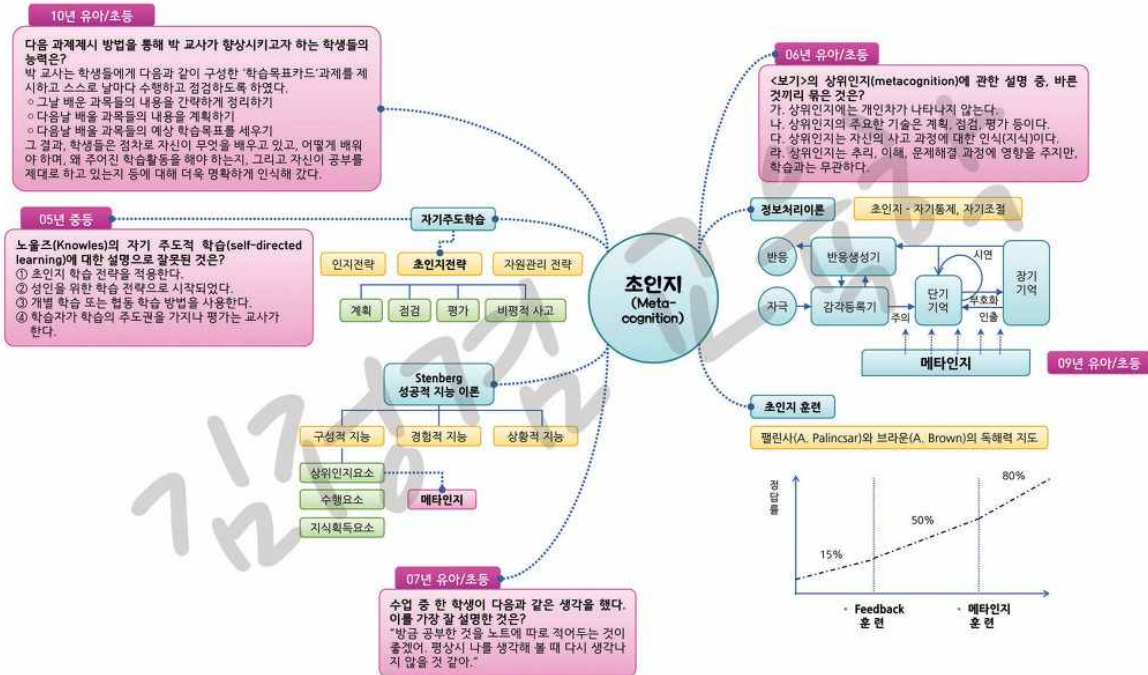 10년 유아/초등
다음 과제제시 방법을 통해 박 교사가 향상시키고자 하는 학생들의
능력은?
박 교사는 학생들에게 다음과 같이 구성한 '학습목표카드'과제를 제
시하고 스스로 날마다 수행하고 점검하도록 하였다.
○ 그날 배운 과목들의 내용을 간략하게 정리하기
○ 다음날 배울 과목들의 내용을 계획하기
○ 다음날 배울 과목들의 예상 학습목표를 세우기
그 결과, 학생들은 점차로 자신이 무엇을 배우고 있고, 어떻게 배워
야 하며, 왜 주어진 학습활동을 해야 하는지, 그리고 자신이 공부를
제대로 하고 있는지 등에 대해 더욱 명확하게 인식해 갔다.
05년 중등
노울즈(Knowles)의 자기 주도적 학습(self-directed
learning)에 대한 설명으로 잘못된 것은?
① 초인지 학습 전략을 적용한다.
② 성인을 위한 학습 전략으로 시작되었다.
③ 개별 학습 또는 협동 학습 방법을 사용한다.
④ 학습자가 학습의 주도권을 가지나 평가는 교사가
한다.
자기주도학습
인지전략
초인지전략
자원관리 전략
계획
점검
평가
비평적 사고
Stenberg
성공적 지능 이론
구성적 지능
경험적 지능
상황적 지능
상위인지요소
수행요소
지식획득요소
메타인지
07년 유아/초등
수업 중 한 학생이 다음과 같은 생각을 했다.
이를 가장 잘 설명한 것은?
"방금 공부한 것을 노트에 따로 적어두는 것이
좋겠어. 평상시 나를 생각해 볼 때 다시 생각나
지 않을 것 같아."
초인지
(Meta-
cognition)
06년 유아/초등
<보기>의 상위인지(metacognition)에 관한 설명 중, 바른
것끼리 묶은 것은?
가. 상위인지에는 개인차가 나타나지 않는다.
나. 상위인지의 주요한 기술은 계획, 점검, 평가 등이다.
다. 상위인지는 자신의 사고 과정에 대한 인식(지식)이다.
라. 상위인지는 추리, 이해, 문제해결 과정에 영향을 주지만,
학습과는 무관하다.
정보처리이론
초인지 - 자기통제, 자기조절
반응
반응생성기
시연
장기
기억
단기
기억
부호화
인출
자극
감각등록기
주의
메타인지
09년 유아/초등
초인지 훈련
팰린사(A. Palincsar)와 브라운(A. Brown)의 독해력 지도
정답률
15%
50%
80%
· Feedback
훈 련
· 메타인지
훈 련